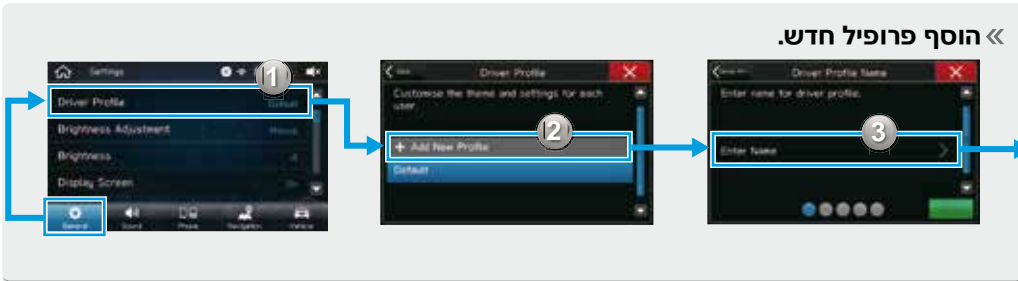 » הוסף פרופיל חדש.
Settings
1
Driver Profile
Default
Brightness Adjustment
Brightness
Display Screen
General
Sound
Phone
Navigation
Vehicle
Driver Profile
Customise the theme and settings for each
user.
2
+ Add New Profile
Default
Driver Profile Name
Enter name for driver profile.
3
Enter Name